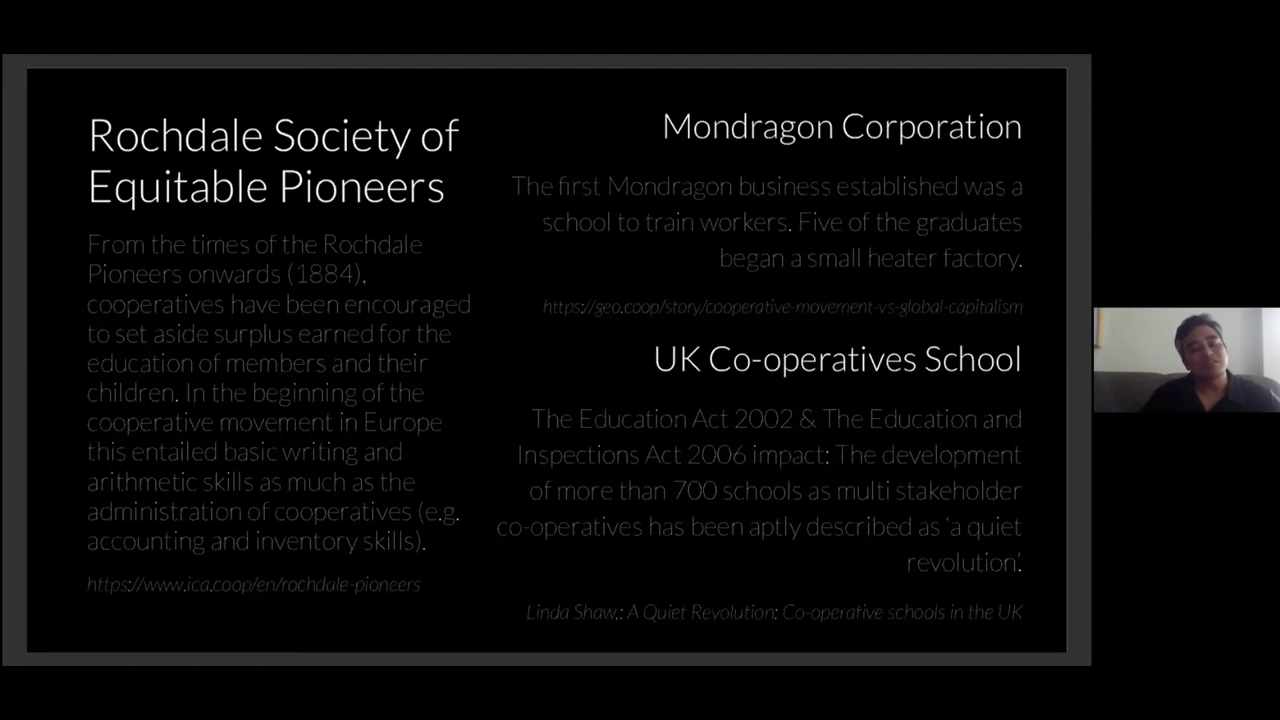 Rochdale Society of
Equitable Pioneers
From the times of the Rochdale
Pioneers onwards (1884),
cooperatives have been encouraged
to set aside surplus earned for the
education of members and their
children. In the beginning of the
cooperative movement in Europe
this entailed basic writing and
arithmetic skills as much as the
administration of cooperatives (e.g.
accounting and inventory skills).
https://www.ica.coop/en/rochdale-pioneers
Mondragon Corporation
The first Mondragon business established was a
school to train workers. Five of the graduates
began a small heater factory.
https://geo.coop/story/cooperative-movement-vs-global-capitalism
UK Co-operatives School
The Education Act 2002 & The Education and
Inspections Act 2006 impact: The development
of more than 700 schools as multi stakeholder
co-operatives has been aptly described as ‘a quiet
revolution’.
Linda Shaw,: A Quiet Revolution: Co-operative schools in the UK